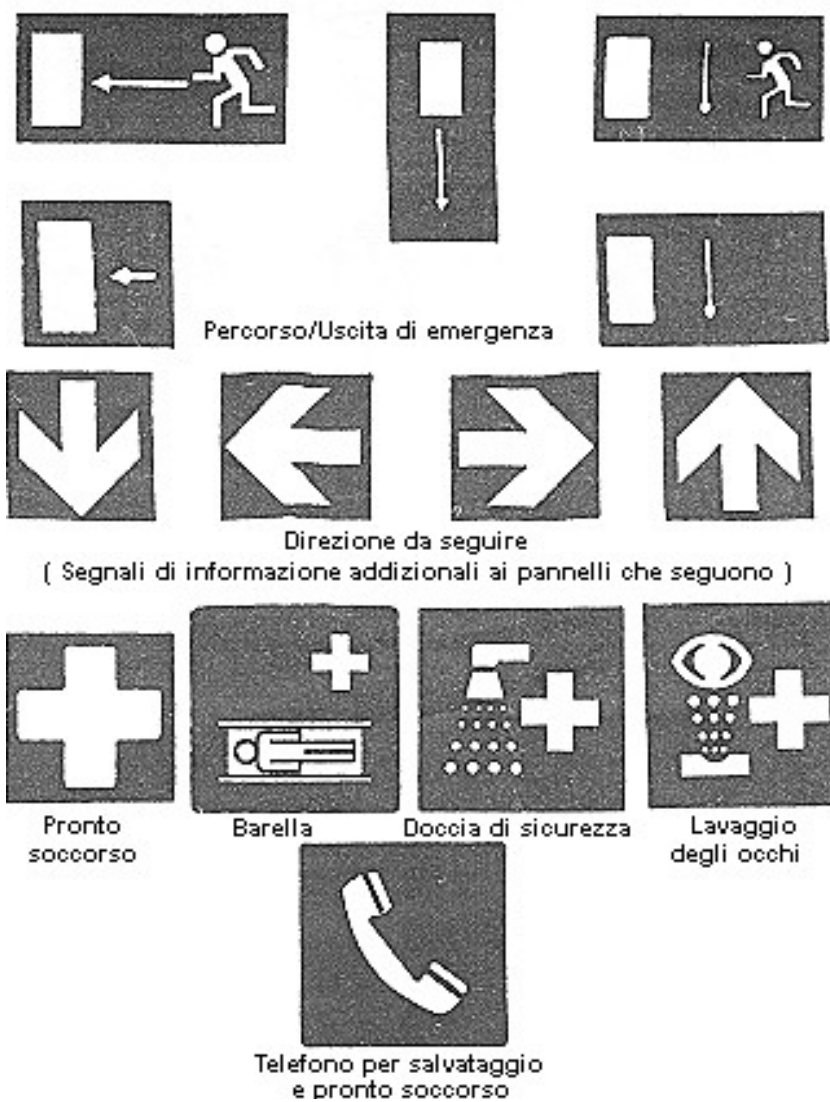 Percorso/Uscita di emergenza
Direzione da seguire
( Segnali di informazione addizionali ai pannelli che seguono )
Pronto
soccorso
Barella
Doccia di sicurezza
Lavaggio
degli occhi
Telefono per salvataggio
e pronto soccorso